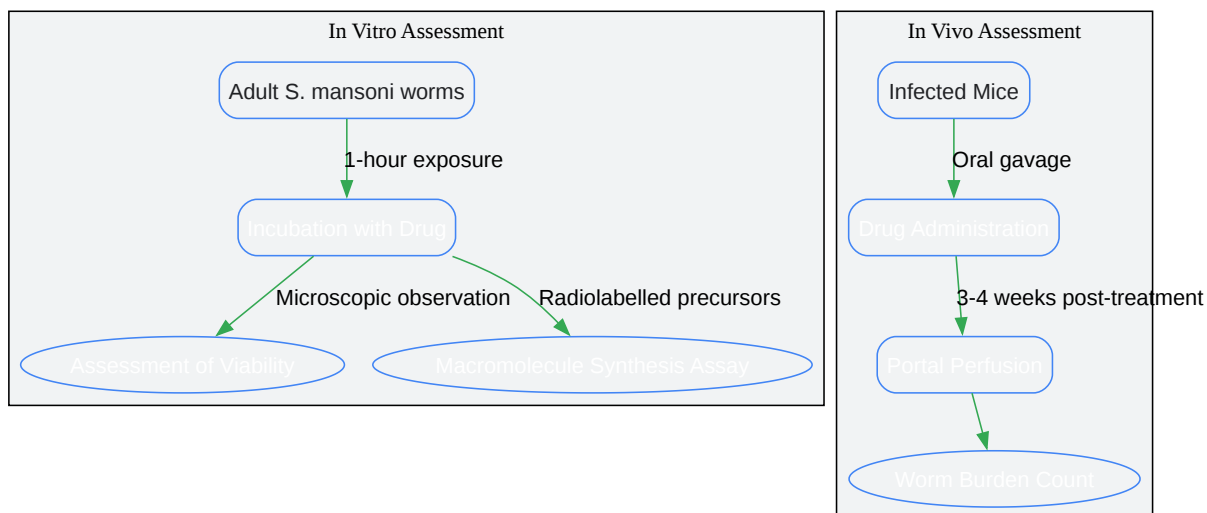 In Vitro Assessment
Adult S. mansoni worms
1-hour exposure
Incubation with Drug
Microscopic observation
Radiolabelled precursors
Assessment of Viability
Macromolecule Synthesis Assay
In Vivo Assessment
Infected Mice
Oral gavage
Drug Administration
3-4 weeks post-treatment
Portal Perfusion
Worm Burden Count